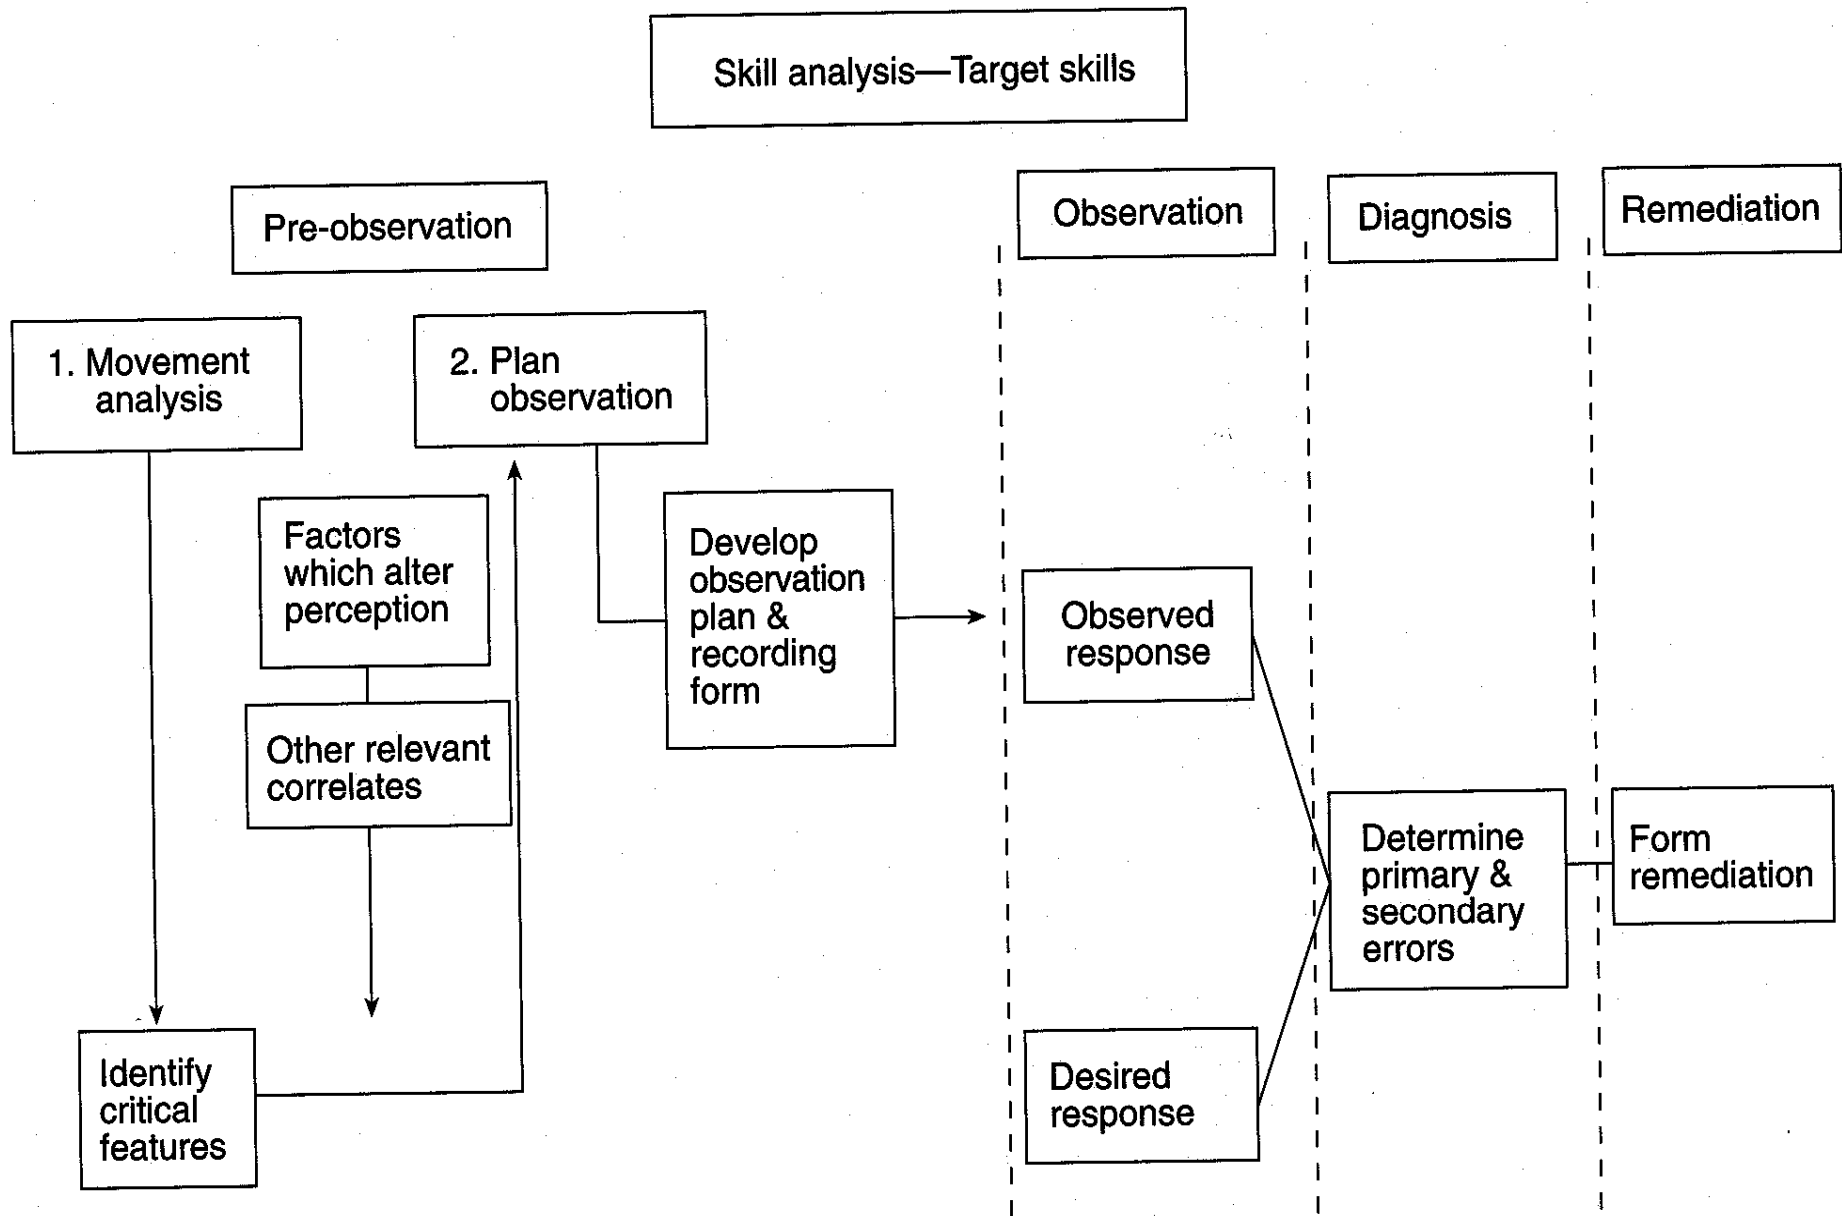 Skill analysis—Target skills
Pre-observation
Observation
Diagnosis
Remediation
1. Movement
analysis
2. Plan
observation
Factors
which alter
perception
Other relevant
correlates
Identify
critical
features
Develop
observation
plan &
recording
form
Observed
response
Desired
response
Determine
primary &
secondary
errors
Form
remediation